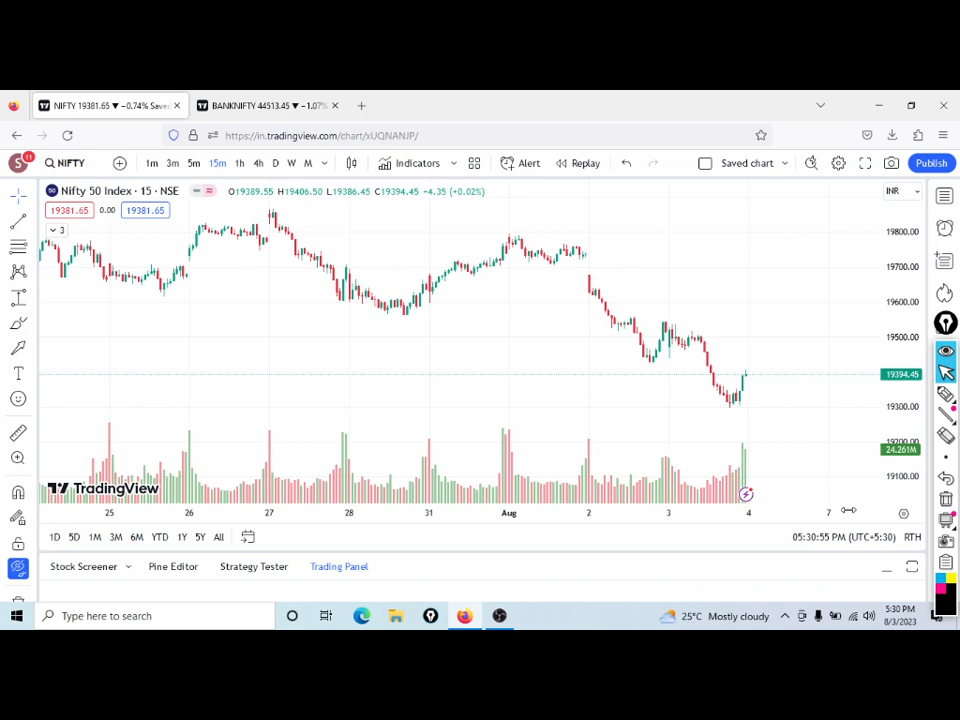 NIFTY 19381.65 ▼ −0.74% Saved
BANKNIFTY 44513.45 ▼ −1.07%
https://in.tradingview.com/chart/xUQNANJP/
S 11 NIFTY 1m 3m 5m 15m 1h 4h D W M Indicators Alert Replay Saved chart Publish
Nifty 50 Index · 15 · NSE O19389.55 H19406.50 L19386.45 C19394.45 +4.35 (+0.02%) INR
19381.65 0.00 19381.65
3
19800.00
19700.00
19600.00
19500.00
19394.45
19300.00
19200.00
24.261M
19100.00
TradingView
25 26 27 28 31 Aug 2 3 4 7
1D 5D 1M 3M 6M YTD 1Y 5Y All 05:30:55 PM (UTC+5:30) RTH
Stock Screener Pine Editor Strategy Tester Trading Panel
Type here to search 25°C Mostly cloudy 5:30 PM
8/3/2023